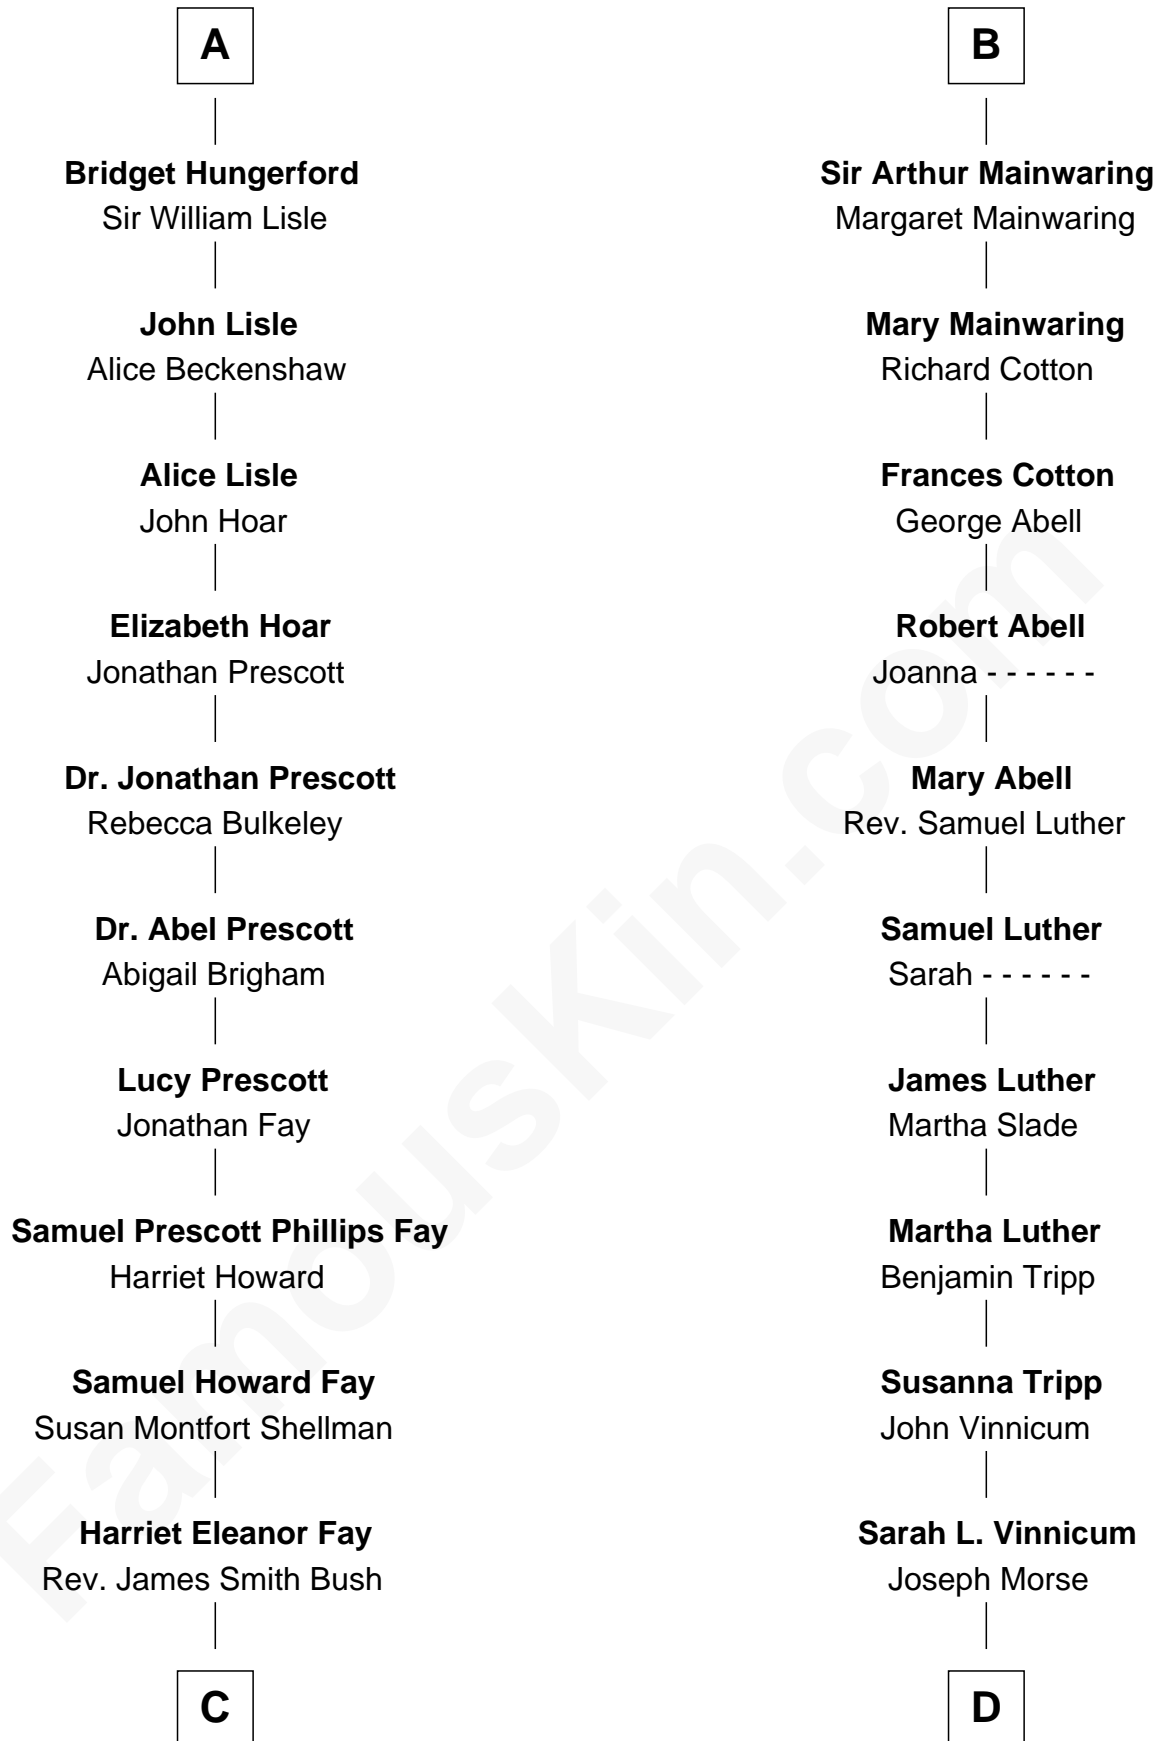 A
Bridget Hungerford
Sir William Lisle
John Lisle
Alice Beckenshaw
Alice Lisle
John Hoar
Elizabeth Hoar
Jonathan Prescott
Dr. Jonathan Prescott
Rebecca Bulkeley
Dr. Abel Prescott
Abigail Brigham
Lucy Prescott
Jonathan Fay
Samuel Prescott Phillips Fay
Harriet Howard
Samuel Howard Fay
Susan Montfort Shellman
Harriet Eleanor Fay
Rev. James Smith Bush
C
B
Sir Arthur Mainwaring
Margaret Mainwaring
Mary Mainwaring
Richard Cotton
Frances Cotton
George Abell
Robert Abell
Joanna - - - - - -
Mary Abell
Rev. Samuel Luther
Samuel Luther
Sarah - - - - - -
James Luther
Martha Slade
Martha Luther
Benjamin Tripp
Susanna Tripp
John Vinnicum
Sarah L. Vinnicum
Joseph Morse
D
FamousKin.com